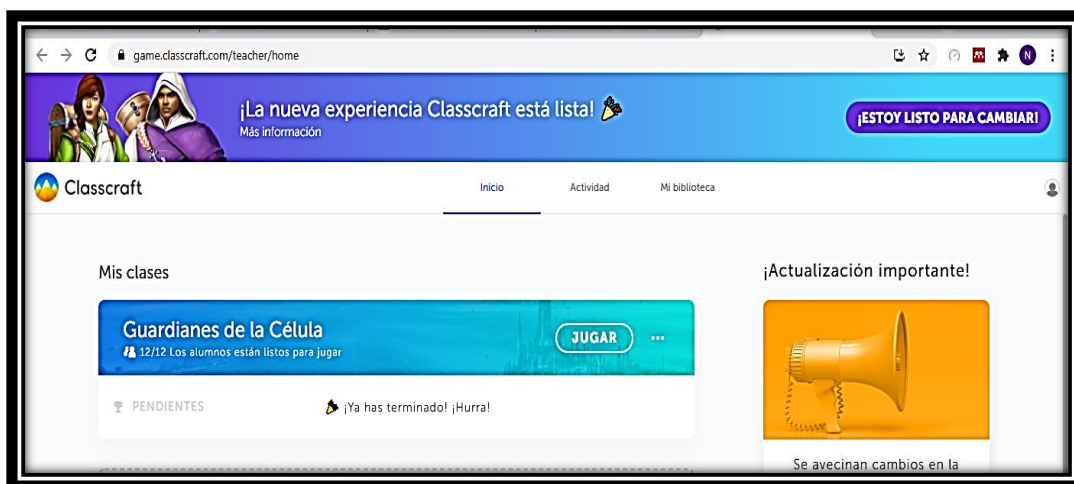 game.classcraft.com/teacher/home
N
¡La nueva experiencia Classcraft está lista!
Más información
¡ESTOY LISTO PARA CAMBIAR!
Classcraft
Inicio
Actividad
Mi biblioteca
Mis clases
¡Actualización importante!
Guardianes de la Célula
12/12 Los alumnos están listos para jugar
JUGAR
PENDIENTES
¡Ya has terminado! ¡Hurra!
Se avecinan cambios en la